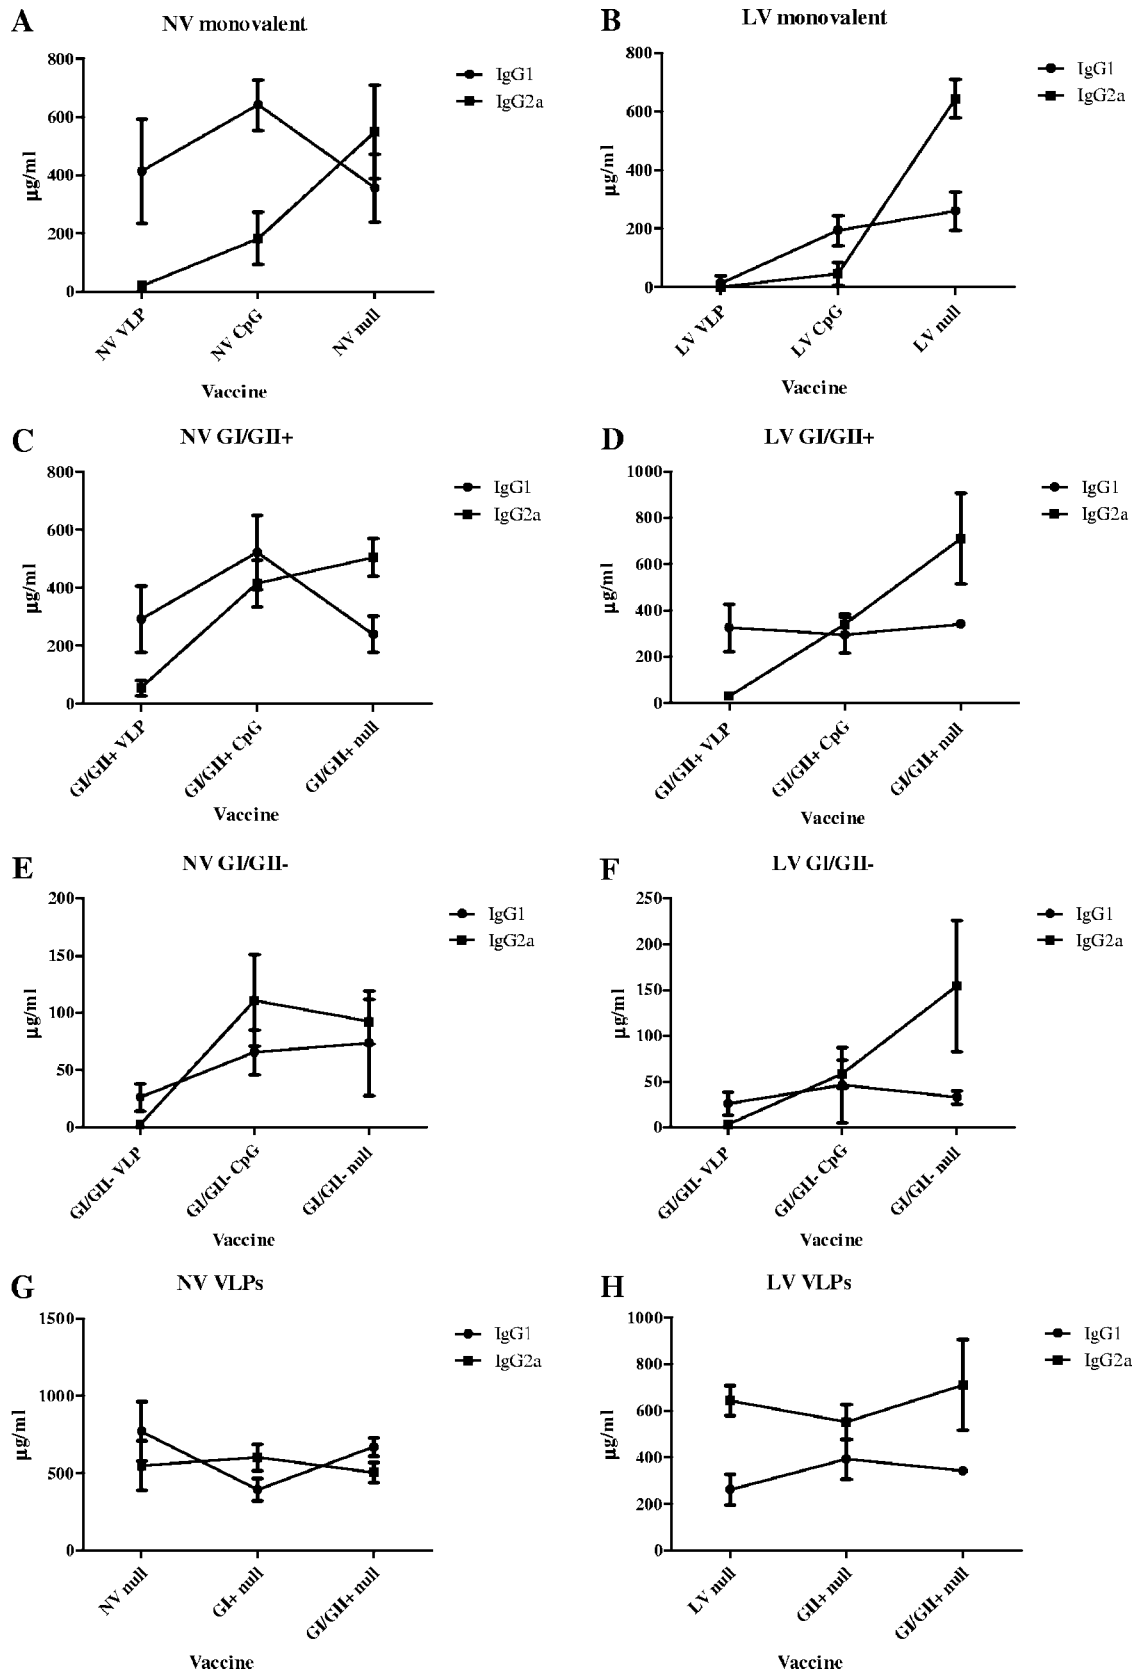 A
NV monovalent
800
600
400
200
0
µg/ml
IgG1
IgG2a
NV VLP
NV CpG
NV null
Vaccine
B
LV monovalent
800
600
400
200
0
µg/ml
IgG1
IgG2a
LV VLP
LV CpG
LV null
Vaccine
C
NV GI/GII+
800
600
400
200
0
µg/ml
IgG1
IgG2a
GI/GII+ VLP
GI/GII+ CpG
GI/GII+ null
Vaccine
D
LV GI/GII+
1000
800
600
400
200
0
µg/ml
IgG1
IgG2a
GI/GII+ VLP
GI/GII+ CpG
GI/GII+ null
Vaccine
E
NV GI/GII-
200
150
100
50
0
µg/ml
IgG1
IgG2a
GI/GII- VLP
GI/GII- CpG
GI/GII- null
Vaccine
F
LV GI/GII-
250
200
150
100
50
0
µg/ml
IgG1
IgG2a
GI/GII- VLP
GI/GII- CpG
GI/GII- null
Vaccine
G
NV VLPs
1500
1000
500
0
µg/ml
IgG1
IgG2a
NV null
GI+ null
GI/GII+ null
Vaccine
H
LV VLPs
1000
800
600
400
200
0
µg/ml
IgG1
IgG2a
LV null
GII+ null
GI/GII+ null
Vaccine